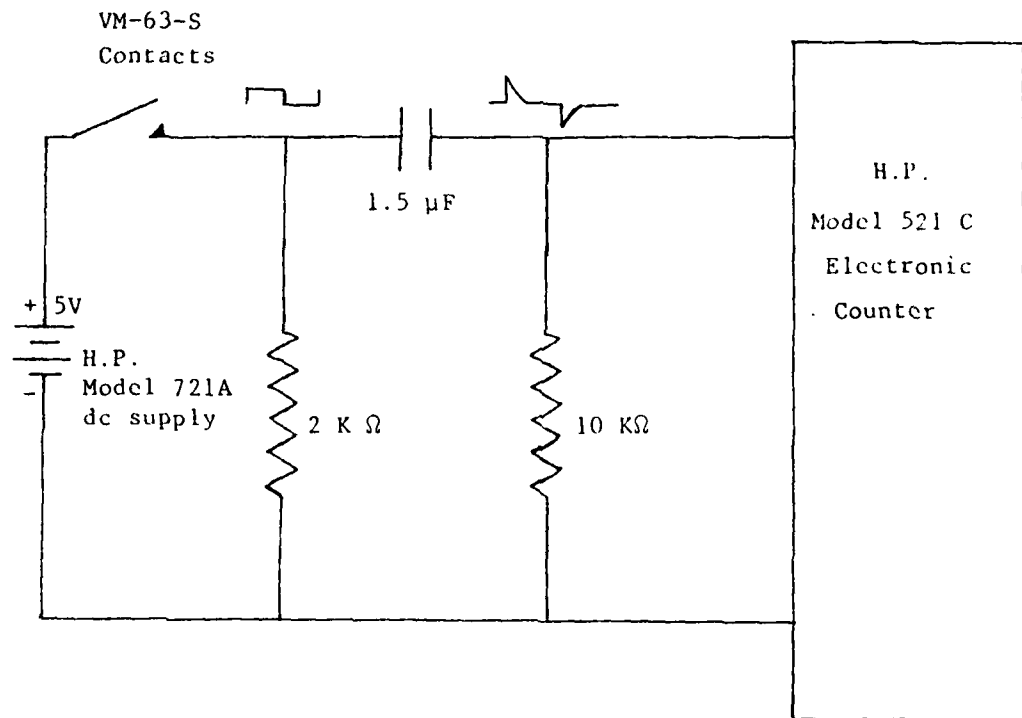 VM-63-S
Contacts
1.5 µF
H.P.
Model 521 C
Electronic
Counter
+ 5V
H.P.
Model 721A
dc supply
-
2 K Ω
10 KΩ